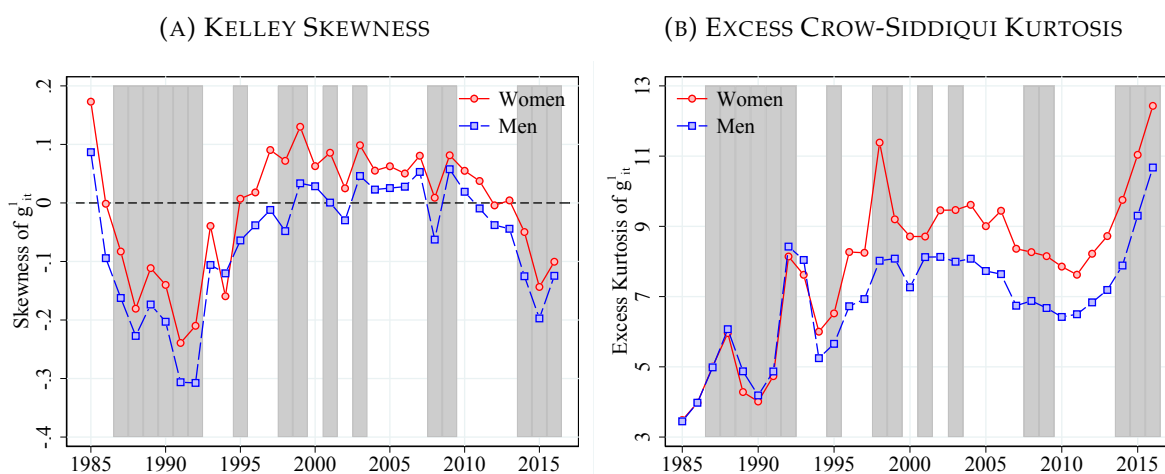 (A) KELLEY SKEWNESS
Skewness of g¹ᵢₜ
.2
.1
0
-.1
-.2
-.3
-.4
Women
Men
1985 1990 1995 2000 2005 2010 2015
(B) EXCESS CROW-SIDDIQUI KURTOSIS
Excess Kurtosis of g¹ᵢₜ
13
11
9
7
5
3
Women
Men
1985 1990 1995 2000 2005 2010 2015